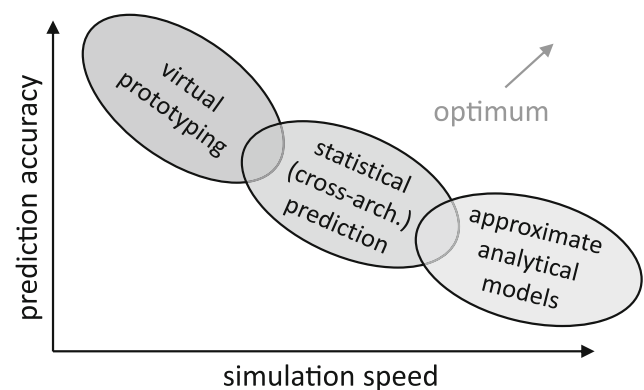 prediction accuracy
virtual
prototyping
optimum
statistical
(cross-arch.)
prediction
approximate
analytical
models
simulation speed